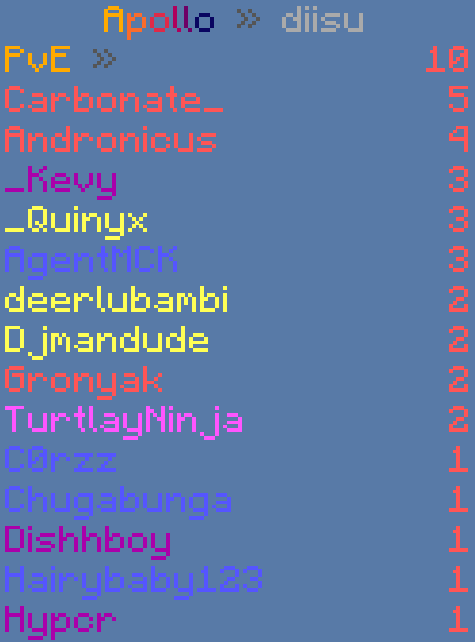 Apollo » diisu
PvE » 10
Carbonate_ 5
Andronicus 4
_Kevy 3
_Quinyx 3
AgentMCK 3
deerlubambi 2
Djmandude 2
Gronyak 2
TurtlayNinja 2
C0rzz 1
Chugabunga 1
Dishhboy 1
Hairybaby123 1
Hypcr 1